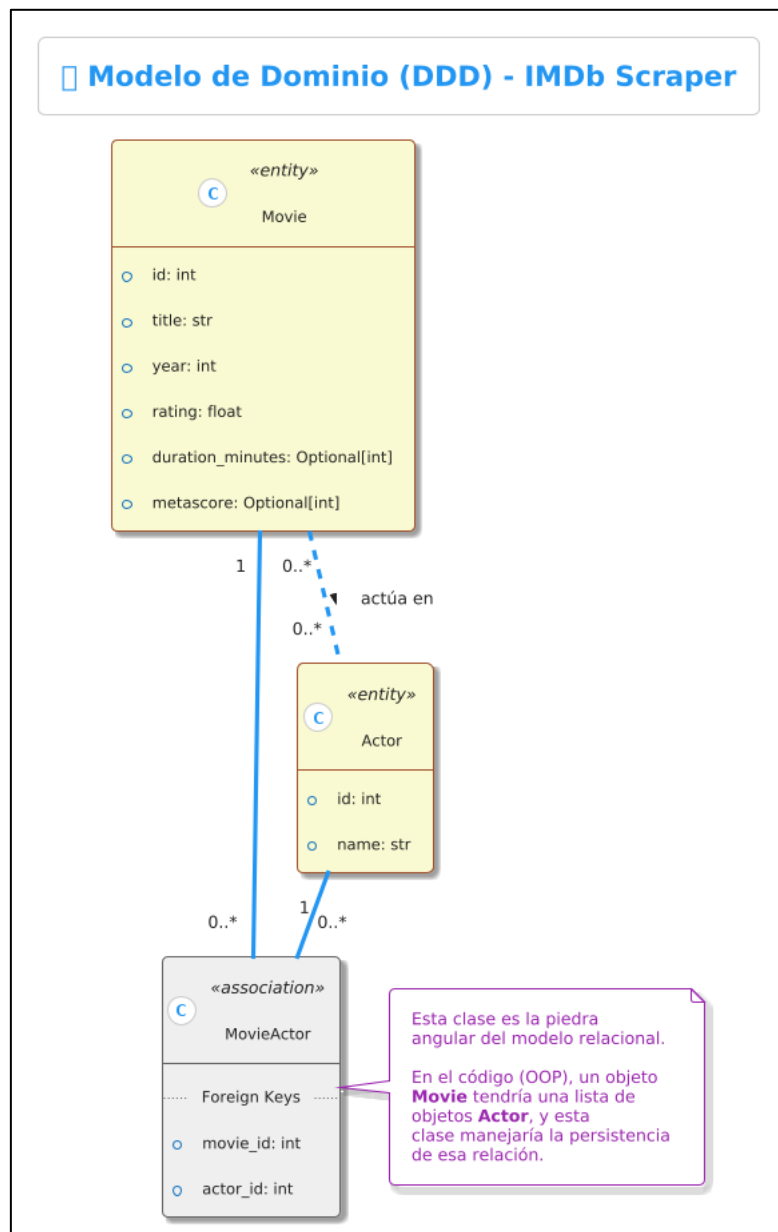 Modelo de Dominio (DDD) - IMDb Scraper
«entity»
C
Movie
id: int
title: str
year: int
rating: float
duration_minutes: Optional[int]
metascore: Optional[int]
1
0..*
actúa en
0..*
«entity»
C
Actor
id: int
name: str
1
0..*
0..*
«association»
C
MovieActor
Foreign Keys
movie_id: int
actor_id: int
Esta clase es la piedra
angular del modelo relacional.
En el código (OOP), un objeto
Movie tendría una lista de
objetos Actor, y esta
clase manejaría la persistencia
de esa relación.